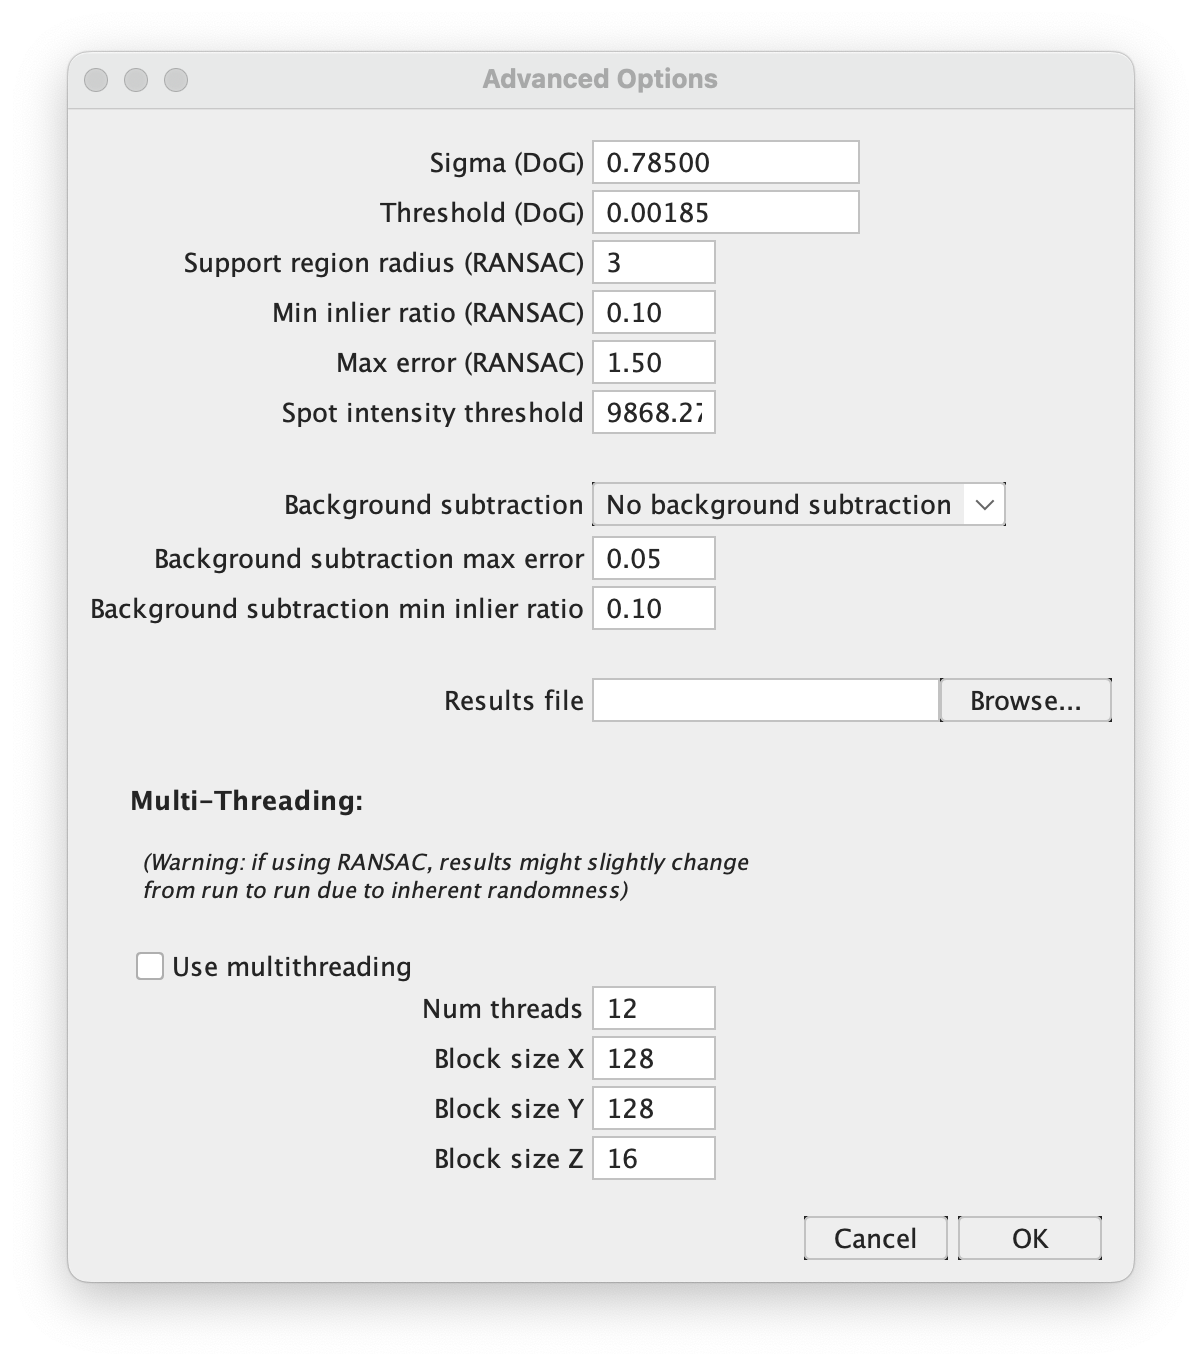 Advanced Options
Sigma (DoG) 0.78500
Threshold (DoG) 0.00185
Support region radius (RANSAC) 3
Min inlier ratio (RANSAC) 0.10
Max error (RANSAC) 1.50
Spot intensity threshold 9868.27
Background subtraction No background subtraction
Background subtraction max error 0.05
Background subtraction min inlier ratio 0.10
Results file Browse...
Multi-Threading:
(Warning: if using RANSAC, results might slightly change
from run to run due to inherent randomness)
Use multithreading
Num threads 12
Block size X 128
Block size Y 128
Block size Z 16
Cancel OK